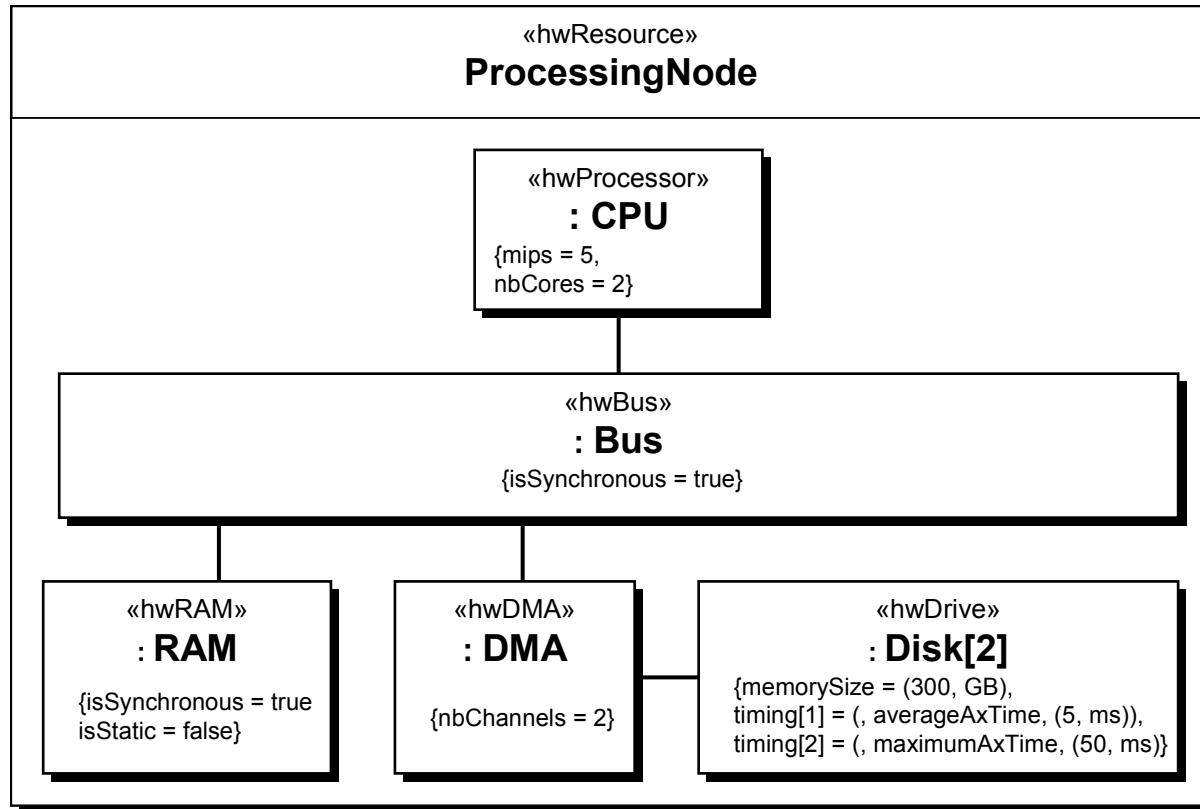 «hwResource»
ProcessingNode
«hwProcessor»
: CPU
{mips = 5,
nbCores = 2}
«hwBus»
: Bus
{isSynchronous = true}
«hwRAM»
: RAM
{isSynchronous = true
isStatic = false}
«hwDMA»
: DMA
{nbChannels = 2}
«hwDrive»
: Disk[2]
{memorySize = (300, GB),
timing[1] = (, averageAxTime, (5, ms)),
timing[2] = (, maximumAxTime, (50, ms)}